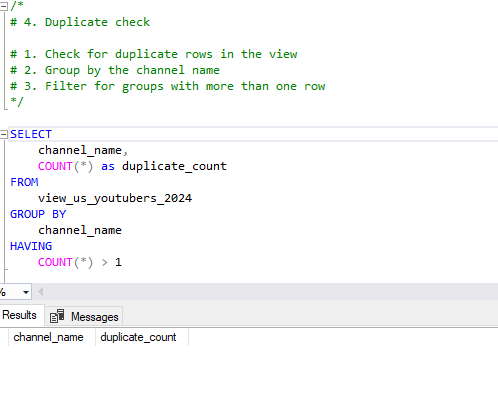 /*
# 4. Duplicate check
# 1. Check for duplicate rows in the view
# 2. Group by the channel name
# 3. Filter for groups with more than one row
*/
SELECT
channel_name,
COUNT(*) as duplicate_count
FROM
view_us_youtubers_2024
GROUP BY
channel_name
HAVING
COUNT(*) > 1
%
Results Messages
channel_name duplicate_count